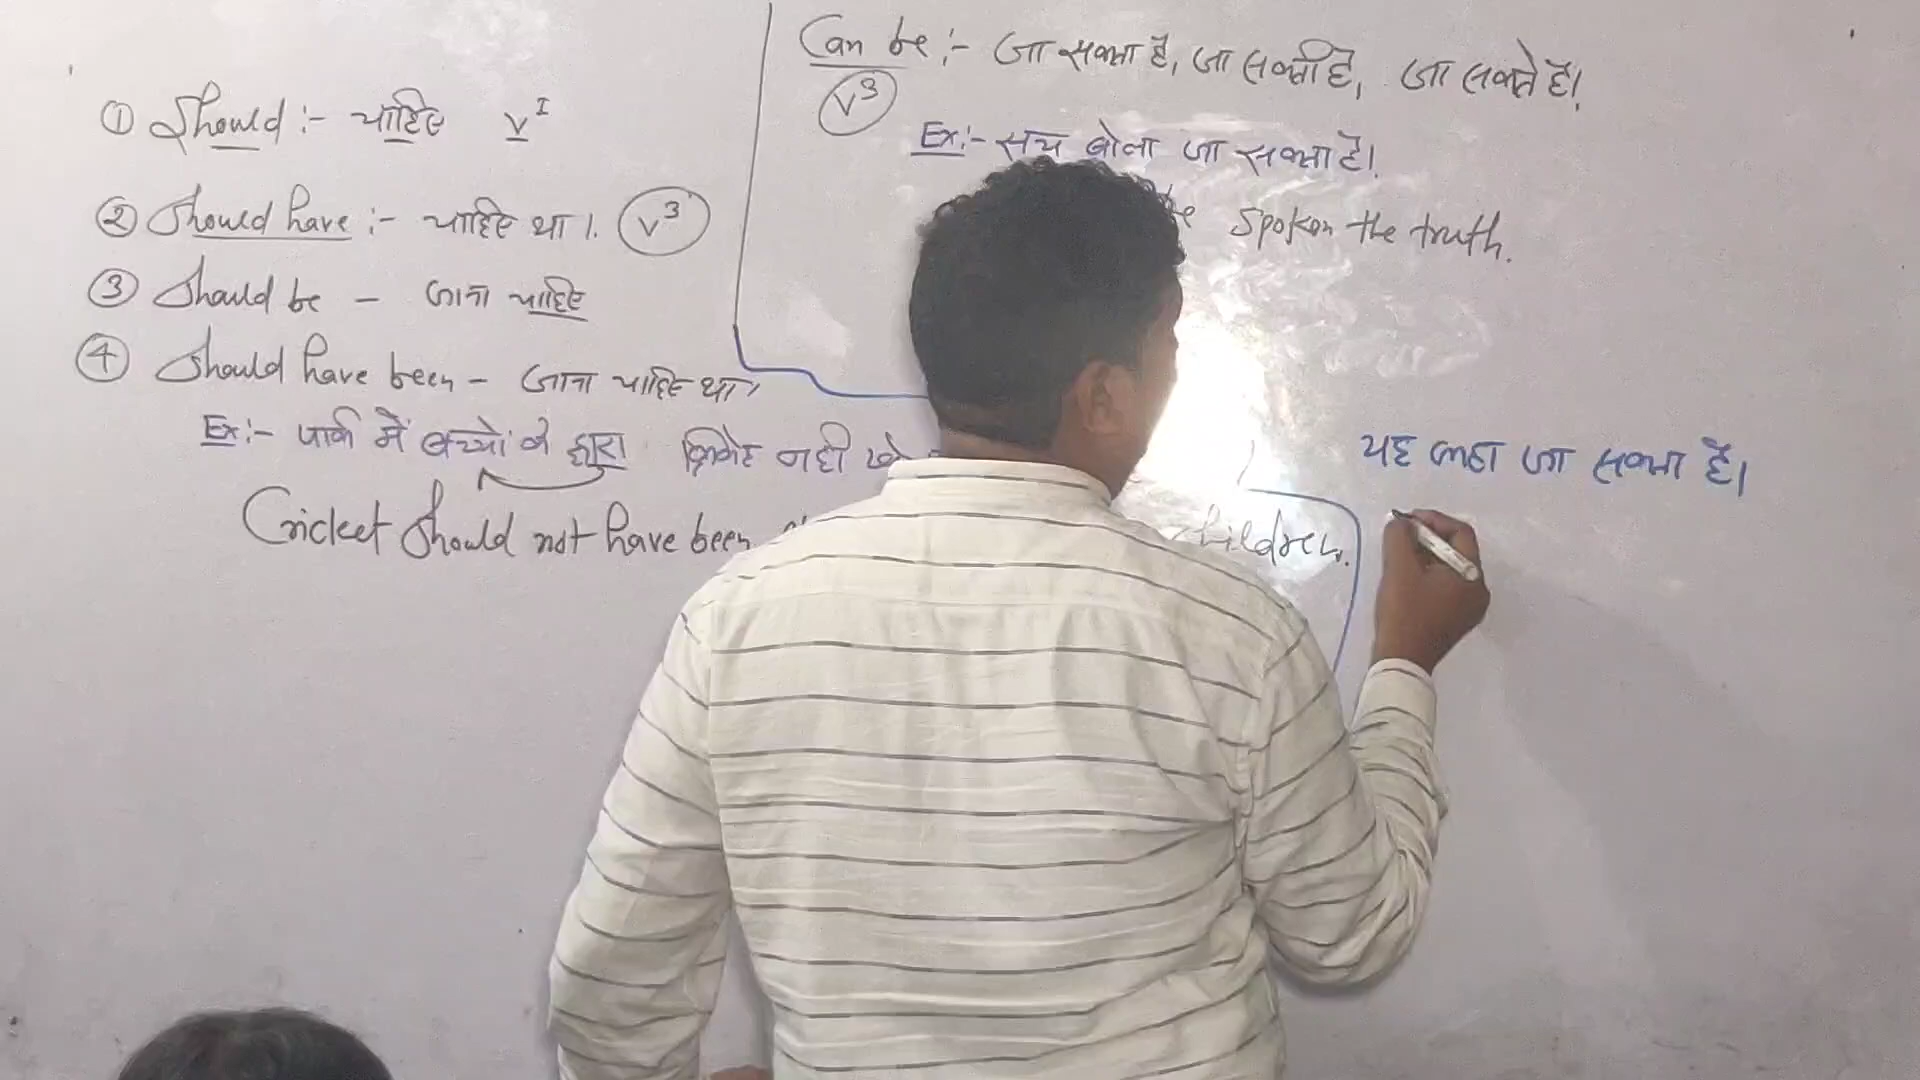 ① Should :- चाहिए V¹
② Should have :- चाहिए था। V³
③ Should be - जाना चाहिए
④ Should have been - जाना चाहिए था।
Ex:- पार्क में बच्चों के द्वारा क्रिकेट नही
Cricket should not have been children.
Can be :- जा सकता है, जा सकती है, जा सकते हैं।
V³
Ex:- सच बोला जा सकता है।
Spoken the truth.
यह कहा जा सकता है।